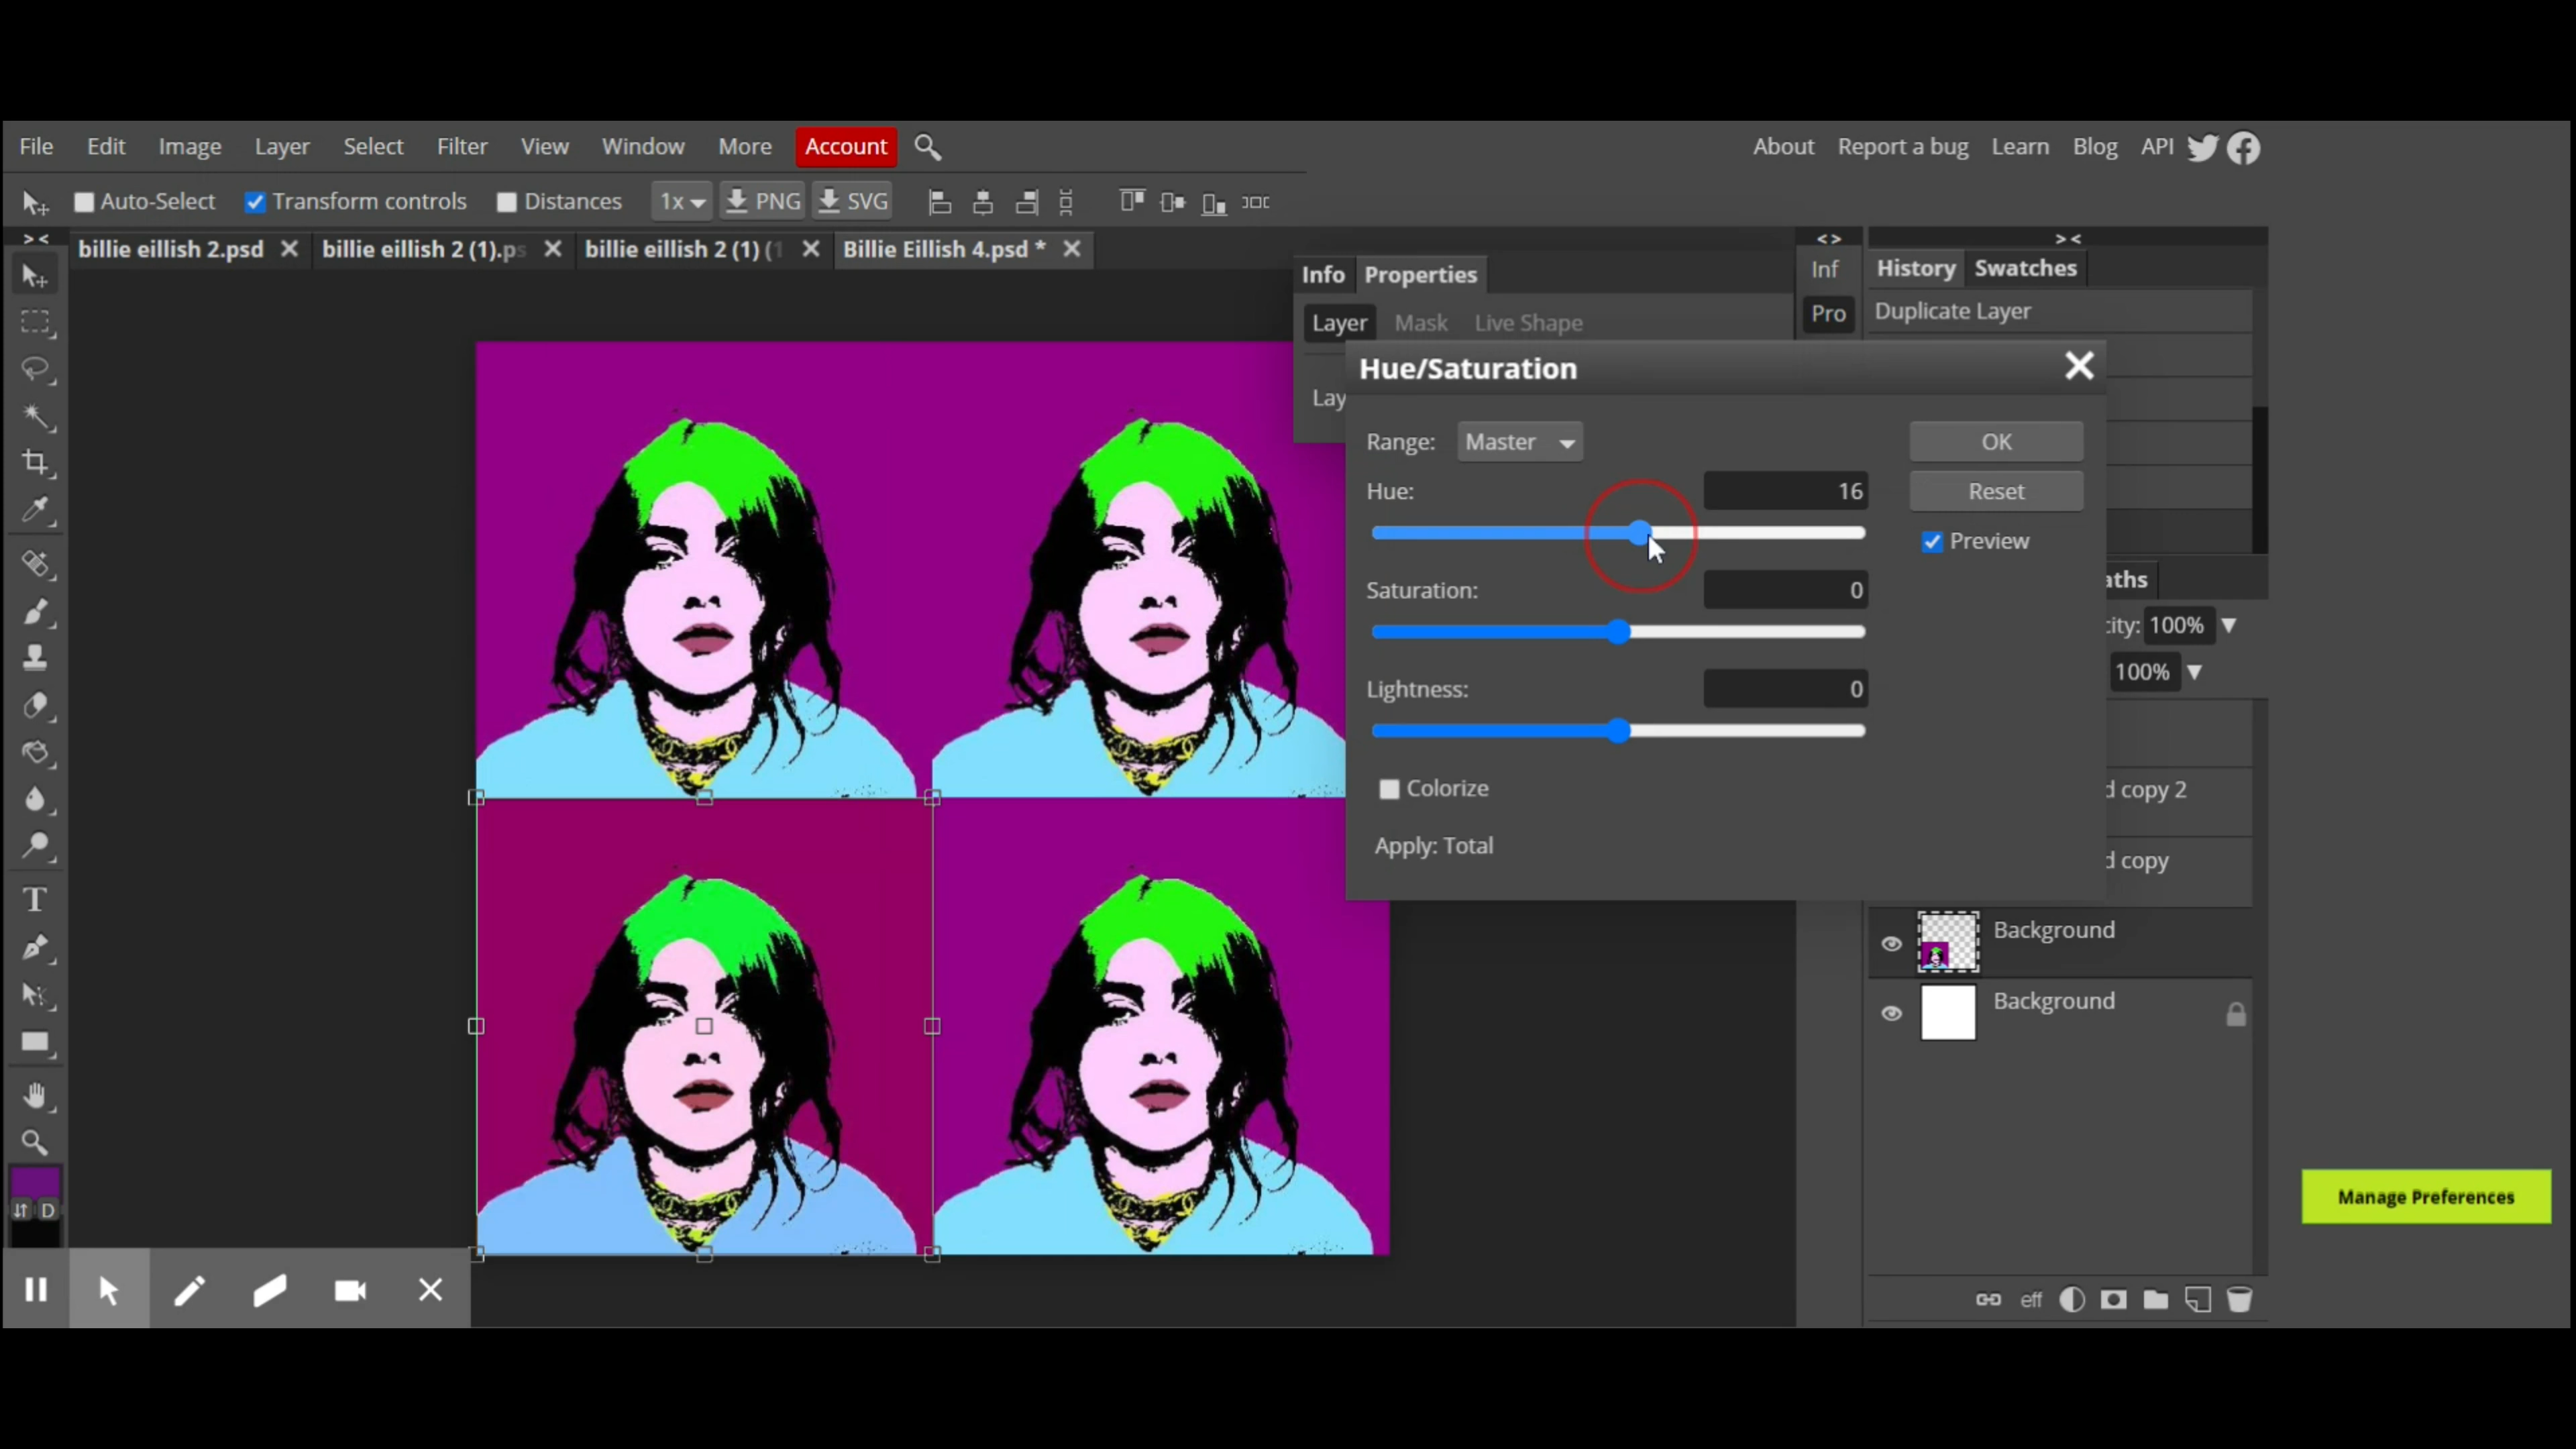 File Edit Image Layer Select Filter View Window More Account About Report a bug Learn Blog API
Auto-Select Transform controls Distances 1x PNG SVG
> < < > > <
billie eillish 2.psd billie eillish 2 (1).ps billie eillish 2 (1) (1 Billie Eillish 4.psd *
Info Properties Inf History Swatches
Layer Mask Live Shape Pro Duplicate Layer
Hue/Saturation
Lay
Range: Master OK
Hue: 16 Reset
Preview
Saturation: 0 aths
city: 100%
100%
Lightness: 0
Colorize d copy 2
Apply: Total d copy
Background
Background
Manage Preferences
D
eff